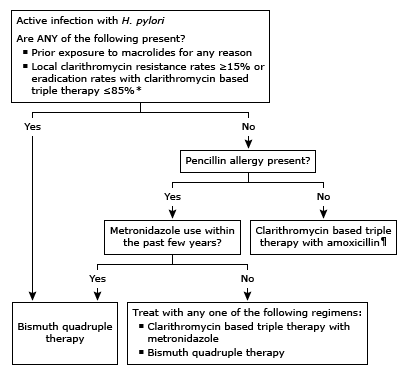 Active infection with H. pylori
Are ANY of the following present?
▪ Prior exposure to macrolides for any reason
▪ Local clarithromycin resistance rates ≥15% or
eradication rates with clarithromycin based
triple therapy ≤85%*
Yes
No
Pencillin allergy present?
Yes
No
Metronidazole use within
the past few years?
Clarithromycin based triple
therapy with amoxicillin¶
Yes
No
Bismuth quadruple
therapy
Treat with any one of the following regimens:
▪ Clarithromycin based triple therapy with
metronidazole
▪ Bismuth quadruple therapy